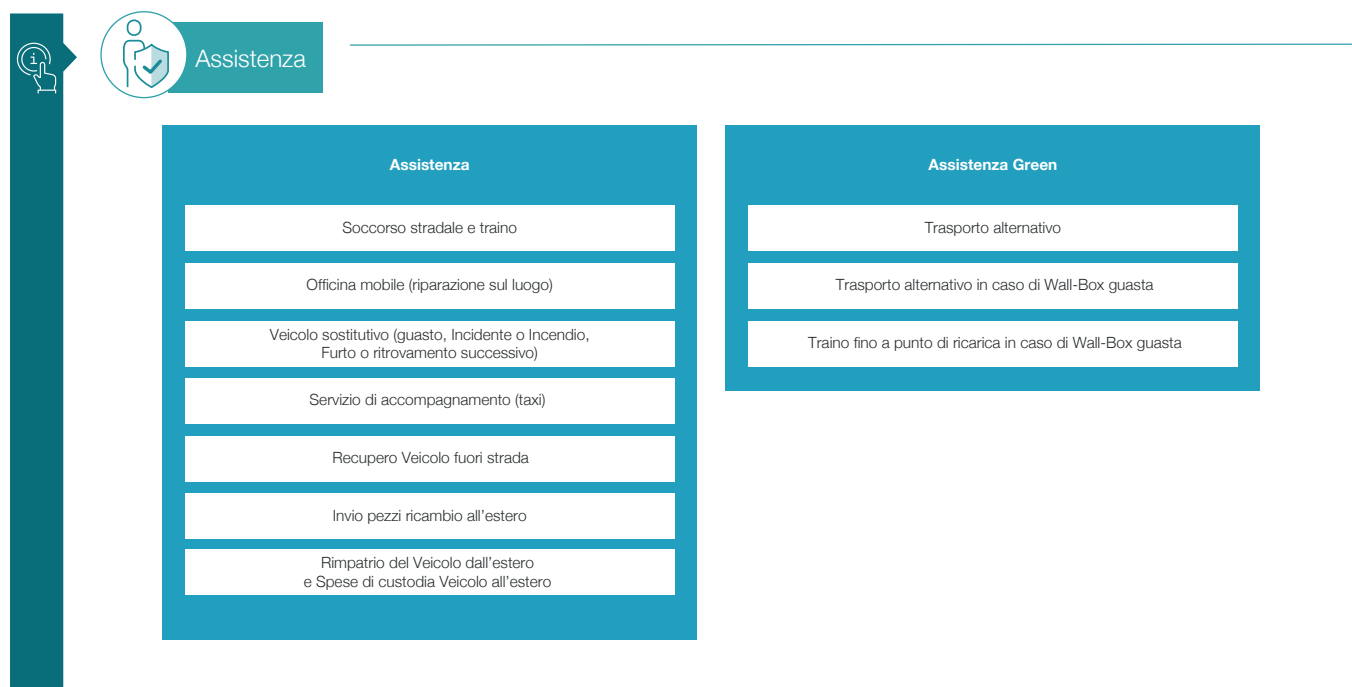 Assistenza
Assistenza
Soccorso stradale e traino
Officina mobile (riparazione sul luogo)
Veicolo sostitutivo (guasto, Incidente o Incendio,
Furto o ritrovamento successivo)
Servizio di accompagnamento (taxi)
Recupero Veicolo fuori strada
Invio pezzi ricambio all'estero
Rimpatrio del Veicolo dall'estero
e Spese di custodia Veicolo all'estero
Assistenza Green
Trasporto alternativo
Trasporto alternativo in caso di Wall-Box guasta
Traino fino a punto di ricarica in caso di Wall-Box guasta